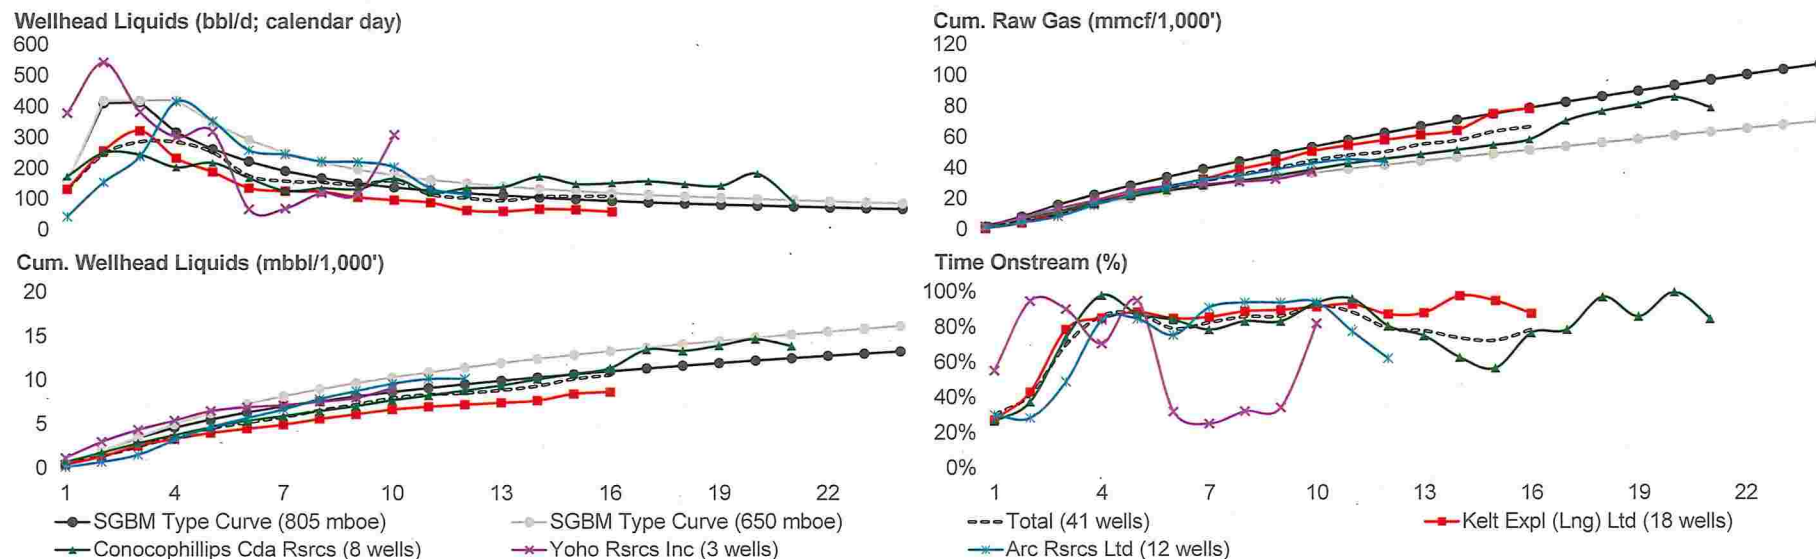 Wellhead Liquids (bbl/d; calendar day)
600
500
400
300
200
100
0
Cum. Raw Gas (mmcf/1,000')
120
100
80
60
40
20
0
Cum. Wellhead Liquids (mbbl/1,000')
20
15
10
5
0
1 4 7 10 13 16 19 22
Time Onstream (%)
100%
80%
60%
40%
20%
0%
1 4 7 10 13 16 19 22
SGBM Type Curve (805 mboe)
SGBM Type Curve (650 mboe)
Total (41 wells)
Kelt Expl (Lng) Ltd (18 wells)
Conocophillips Cda Rsrcs (8 wells)
Yoho Rsrcs Inc (3 wells)
Arc Rsrcs Ltd (12 wells)